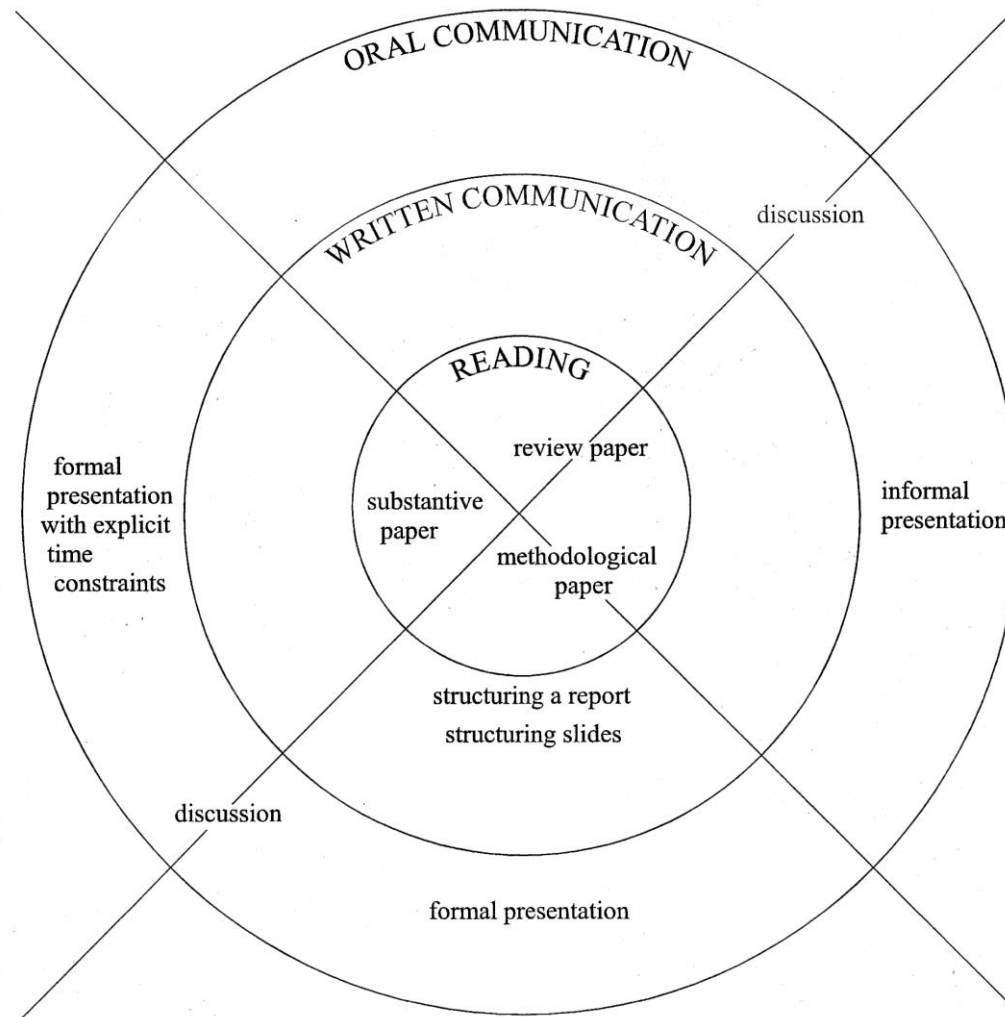 ORAL COMMUNICATION
WRITTEN COMMUNICATION
discussion
READING
review paper
formal
presentation
with explicit
time
constraints
substantive
paper
informal
presentation
methodological
paper
structuring a report
structuring slides
discussion
formal presentation